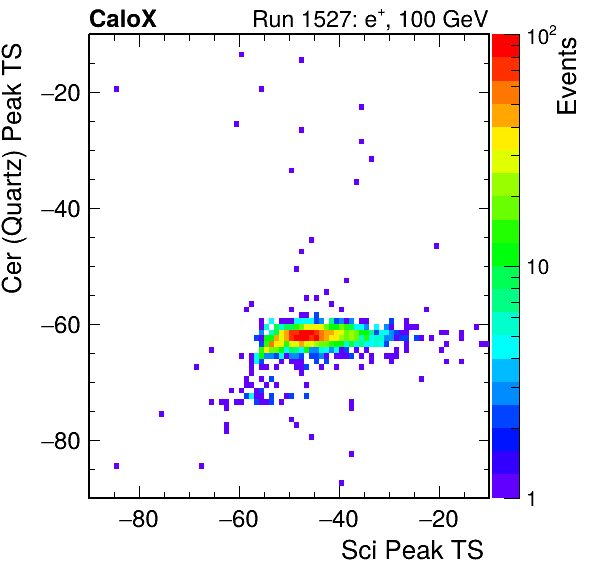 CaloX Run 1527: e⁺, 100 GeV
Cer (Quartz) Peak TS
−20
−40
−60
−80
−80 −60 −40 −20
Sci Peak TS
10²
10
1
Events